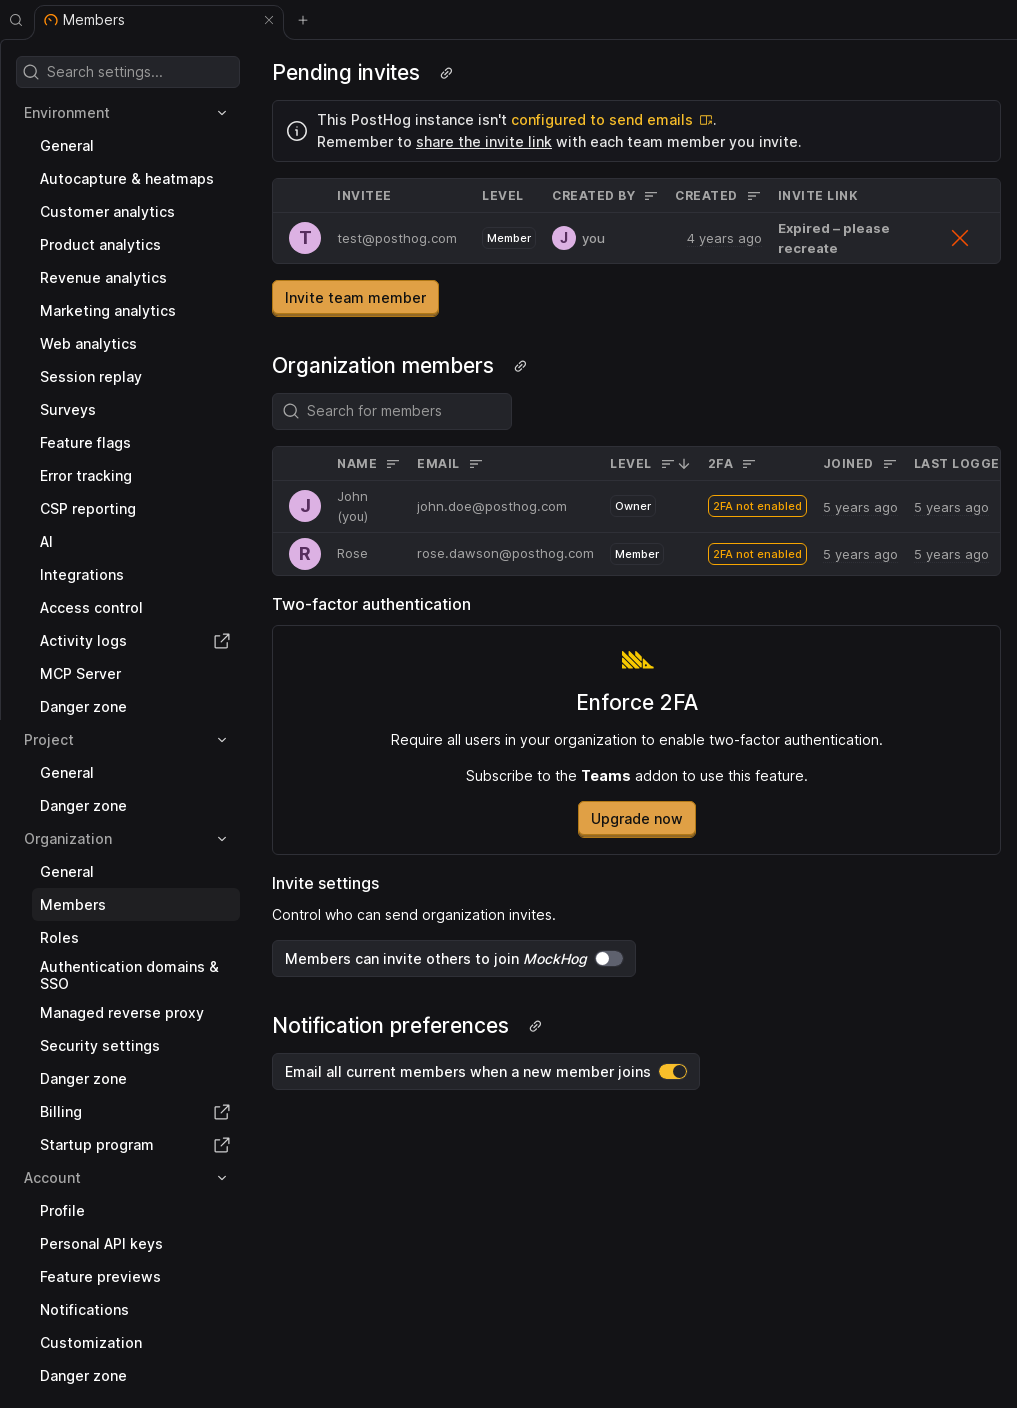 Members
Search settings...
Environment
General
Autocapture & heatmaps
Customer analytics
Product analytics
Revenue analytics
Marketing analytics
Web analytics
Session replay
Surveys
Feature flags
Error tracking
CSP reporting
AI
Integrations
Access control
Activity logs
MCP Server
Danger zone
Project
General
Danger zone
Organization
General
Members
Roles
Authentication domains &
SSO
Managed reverse proxy
Security settings
Danger zone
Billing
Startup program
Account
Profile
Personal API keys
Feature previews
Notifications
Customization
Danger zone
Pending invites
This PostHog instance isn't configured to send emails .
Remember to share the invite link with each team member you invite.
INVITEE LEVEL CREATED BY CREATED INVITE LINK
T test@posthog.com Member J you 4 years ago Expired – please
recreate
Invite team member
Organization members
Search for members
NAME EMAIL LEVEL 2FA JOINED LAST LOGGE
J John john.doe@posthog.com Owner 2FA not enabled 5 years ago 5 years ago
(you)
R Rose rose.dawson@posthog.com Member 2FA not enabled 5 years ago 5 years ago
Two-factor authentication
Enforce 2FA
Require all users in your organization to enable two-factor authentication.
Subscribe to the Teams addon to use this feature.
Upgrade now
Invite settings
Control who can send organization invites.
Members can invite others to join MockHog
Notification preferences
Email all current members when a new member joins